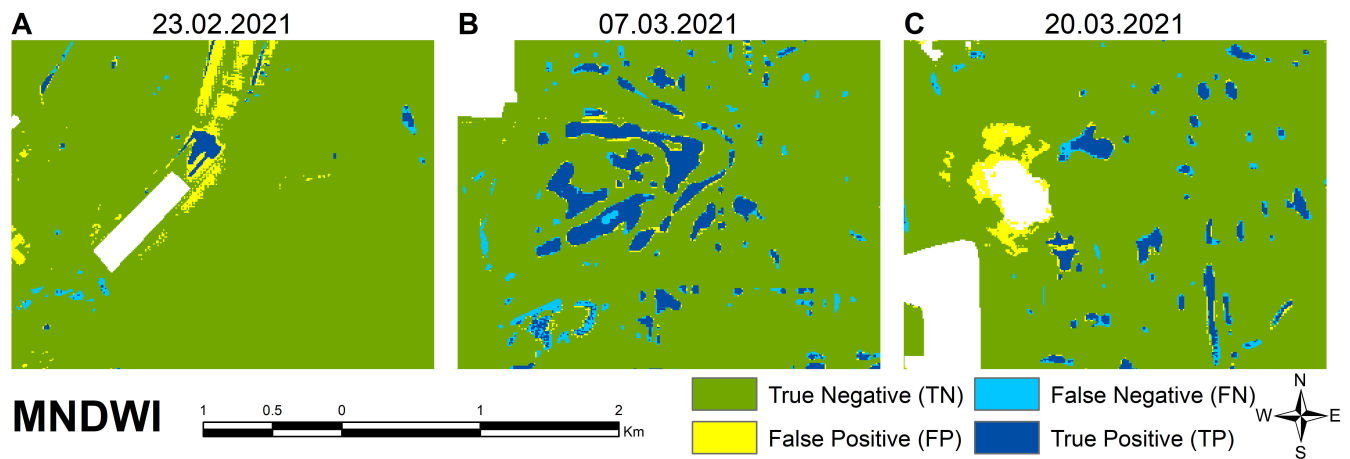 A 23.02.2021 B 07.03.2021 C 20.03.2021
MNDWI
1 0.5 0 1 2
Km
True Negative (TN) False Negative (FN)
False Positive (FP) True Positive (TP)
N
W E
S